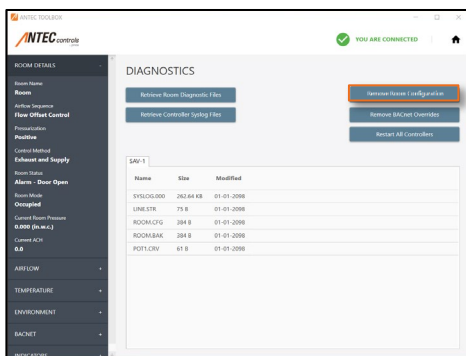 ANTEC TOOLBOX
ANTEC controls
YOU ARE CONNECTED
ROOM DETAILS -
Room Name
Room
Airflow Sequence
Flow Offset Control
Pressurization
Positive
Control Method
Exhaust and Supply
Room Status
Alarm - Door Open
Room Mode
Occupied
Current Room Pressure
0.000 (in.w.c.)
Current ACH
0.0
AIRFLOW +
TEMPERATURE +
ENVIRONMENT +
BACNET +
INDICATORS
DIAGNOSTICS
Retrieve Room Diagnostic Files
Remove Room Configuration
Retrieve Controller Syslog Files
Remove BACnet Overrides
Restart All Controllers
SAV-1
Name Size Modified
SYSLOG.000 262.64 KB 01-01-2098
LINE.STR 75 B 01-01-2098
ROOM.CFG 384 B 01-01-2098
ROOM.BAK 384 B 01-01-2098
POT1.CRV 61 B 01-01-2098